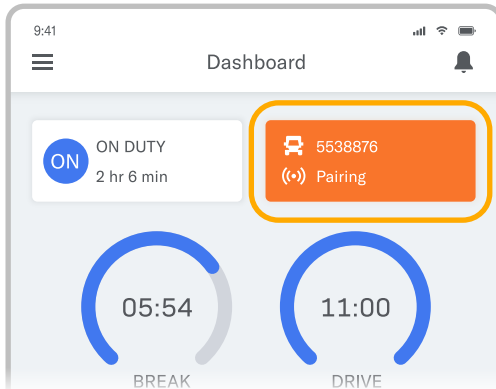 9:41
Dashboard
ON
ON DUTY
2 hr 6 min
5538876
Pairing
05:54
BREAK
11:00
DRIVE